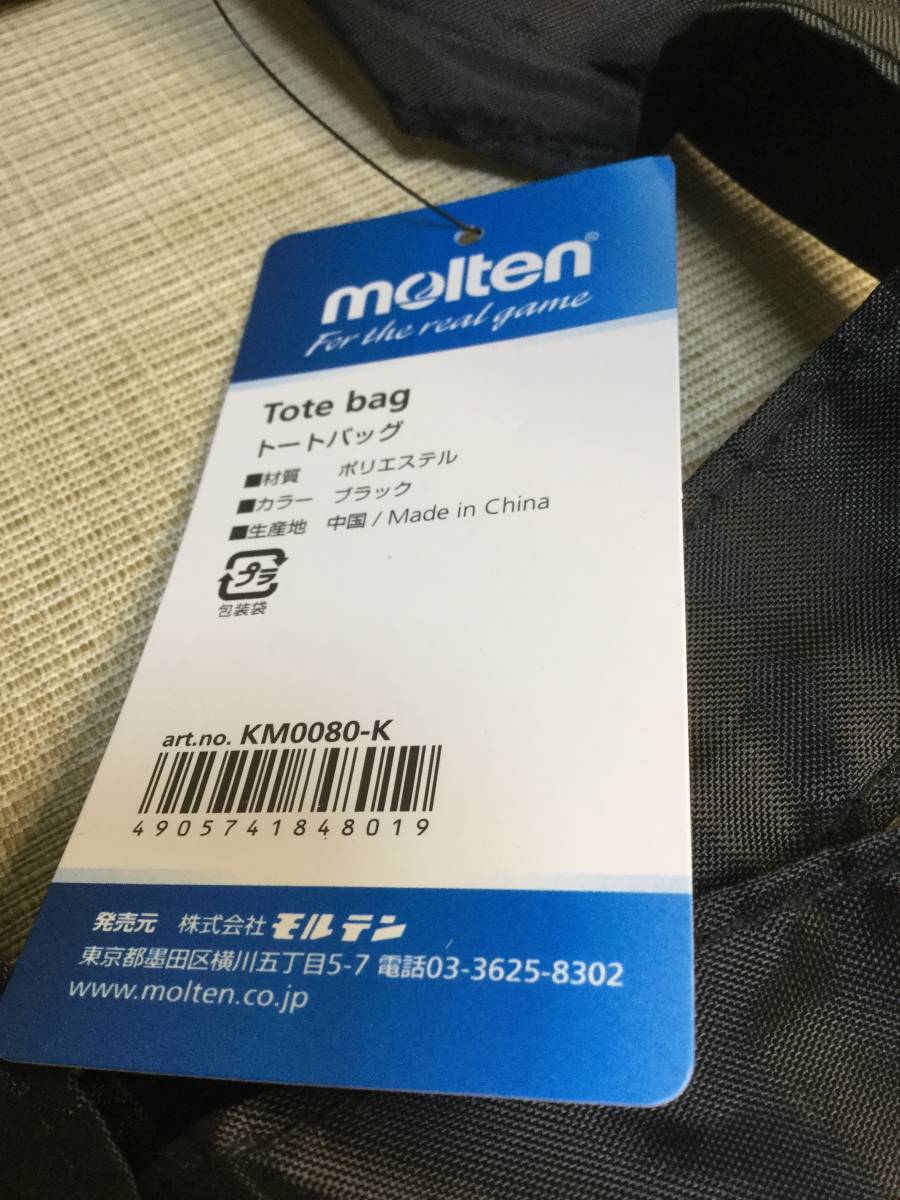 molten®
For the real game
Tote bag
トートバッグ
■材質 ポリエステル
■カラー ブラック
■生産地 中国 / Made in China
プラ
包装袋
art.no. KM0080-K
4905741848019
発売元 株式会社 モルテン
東京都墨田区横川五丁目5-7 電話03-3625-8302
www.molten.co.jp